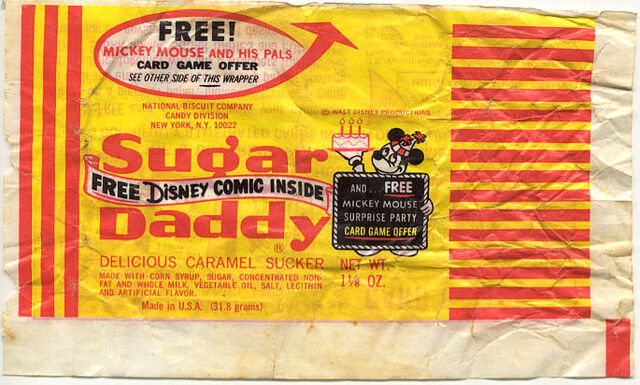 FREE!
MICKEY MOUSE AND HIS PALS
CARD GAME OFFER
SEE OTHER SIDE OF THIS WRAPPER
NATIONAL BISCUIT COMPANY
CANDY DIVISION
NEW YORK, N.Y. 10022
© WALT DISNEY PRODUCTIONS
Sugar
FREE DISNEY COMIC INSIDE
Daddy
®
AND... FREE
MICKEY MOUSE
SURPRISE PARTY
CARD GAME OFFER
DELICIOUS CARAMEL SUCKER
MADE WITH CORN SYRUP, SUGAR, CONCENTRATED NON-
FAT AND WHOLE MILK, VEGETABLE OIL, SALT, LECITHIN
AND ARTIFICIAL FLAVOR.
Made in U.S.A. (31.8 grams)
NET WT.
1⅛ OZ.